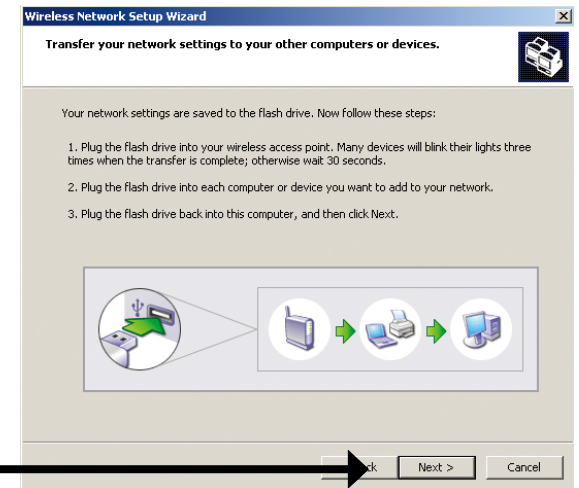 Wireless Network Setup Wizard
Transfer your network settings to your other computers or devices.
Your network settings are saved to the flash drive. Now follow these steps:
1. Plug the flash drive into your wireless access point. Many devices will blink their lights three
times when the transfer is complete; otherwise wait 30 seconds.
2. Plug the flash drive into each computer or device you want to add to your network.
3. Plug the flash drive back into this computer, and then click Next.
Next > Cancel